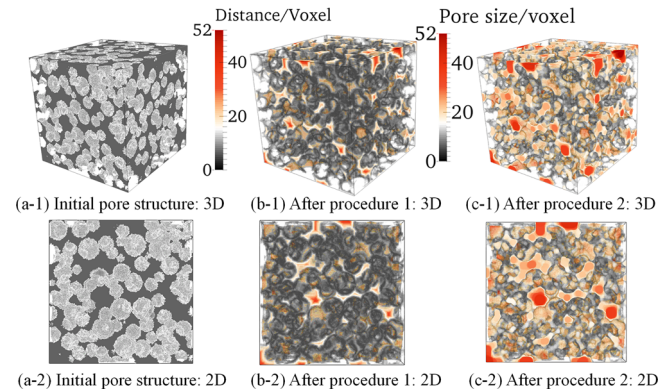 Distance/Voxel
52
40
20
0
Pore size/voxel
52
40
20
0
(a-1) Initial pore structure: 3D
(b-1) After procedure 1: 3D
(c-1) After procedure 2: 3D
(a-2) Initial pore structure: 2D
(b-2) After procedure 1: 2D
(c-2) After procedure 2: 2D